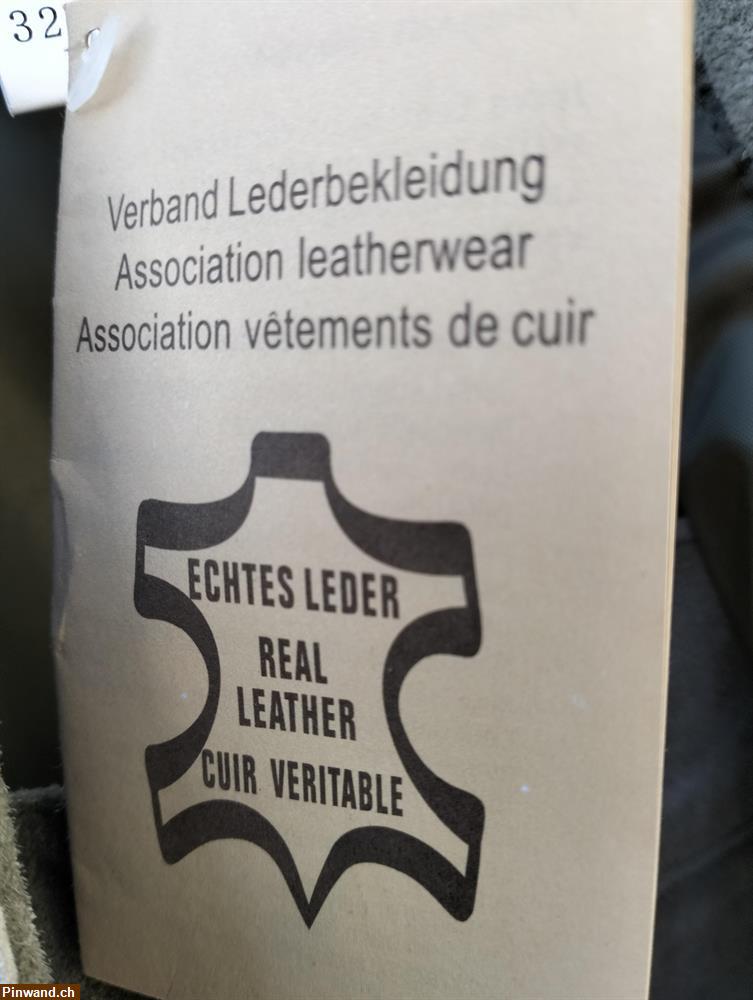 32
Verband Lederbekleidung
Association leatherwear
Association vêtements de cuir
ECHTES LEDER
REAL
LEATHER
CUIR VERITABLE
Pinwand.ch